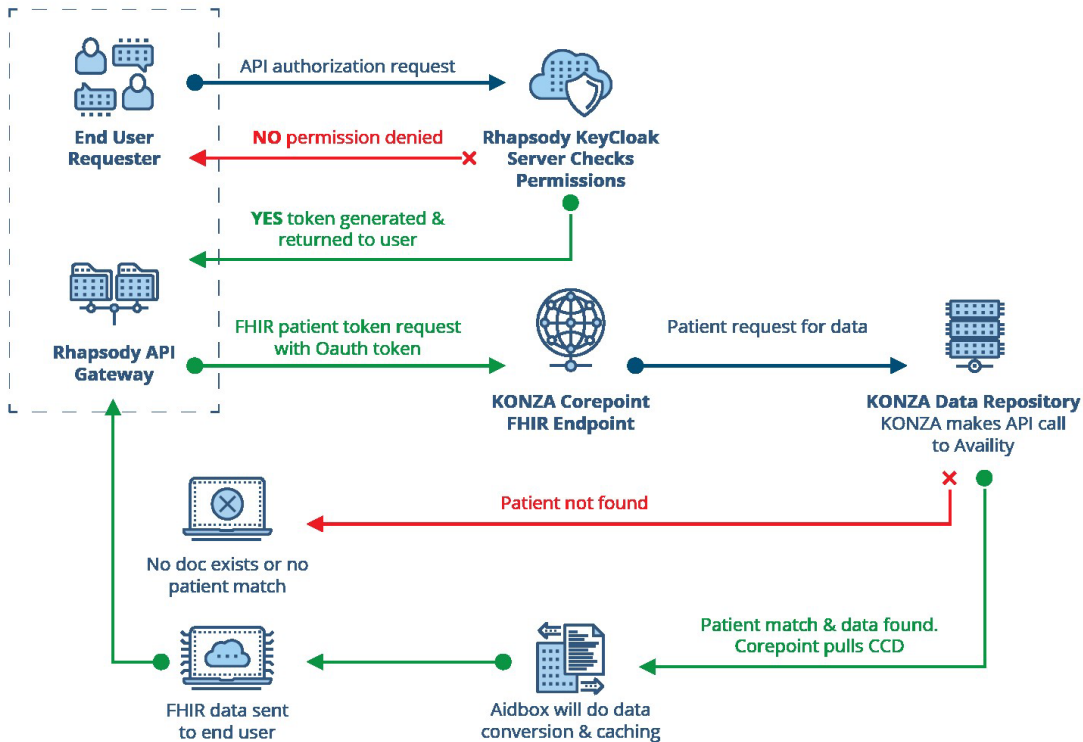 API authorization request
End User
Requester
Rhapsody KeyCloak
Server Checks
Permissions
NO permission denied
YES token generated &
returned to user
Rhapsody API
Gateway
FHIR patient token request
with Oauth token
KONZA Corepoint
FHIR Endpoint
Patient request for data
KONZA Data Repository
KONZA makes API call
to Availity
Patient not found
No doc exists or no
patient match
Patient match & data found.
Corepoint pulls CCD
Aidbox will do data
conversion & caching
FHIR data sent
to end user